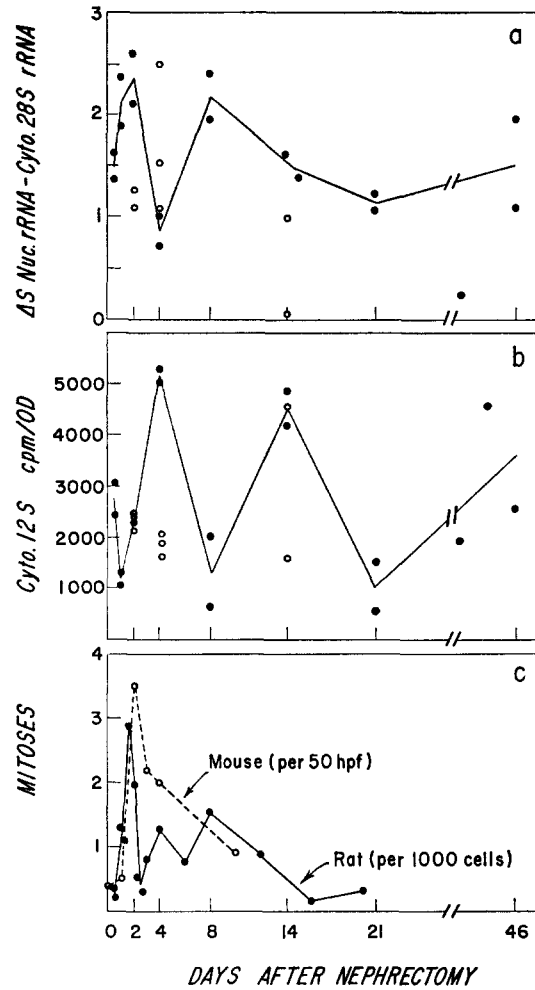 a
ΔS Nuc. rRNA - Cyto. 28S rRNA
3
2
1
0
b
Cyto. 12 S cpm/OD
5000
4000
3000
2000
1000
c
MITOSES
4
3
2
1
Mouse (per 50 hpf)
Rat (per 1000 cells)
0 2 4 8 14 21 46
DAYS AFTER NEPHRECTOMY